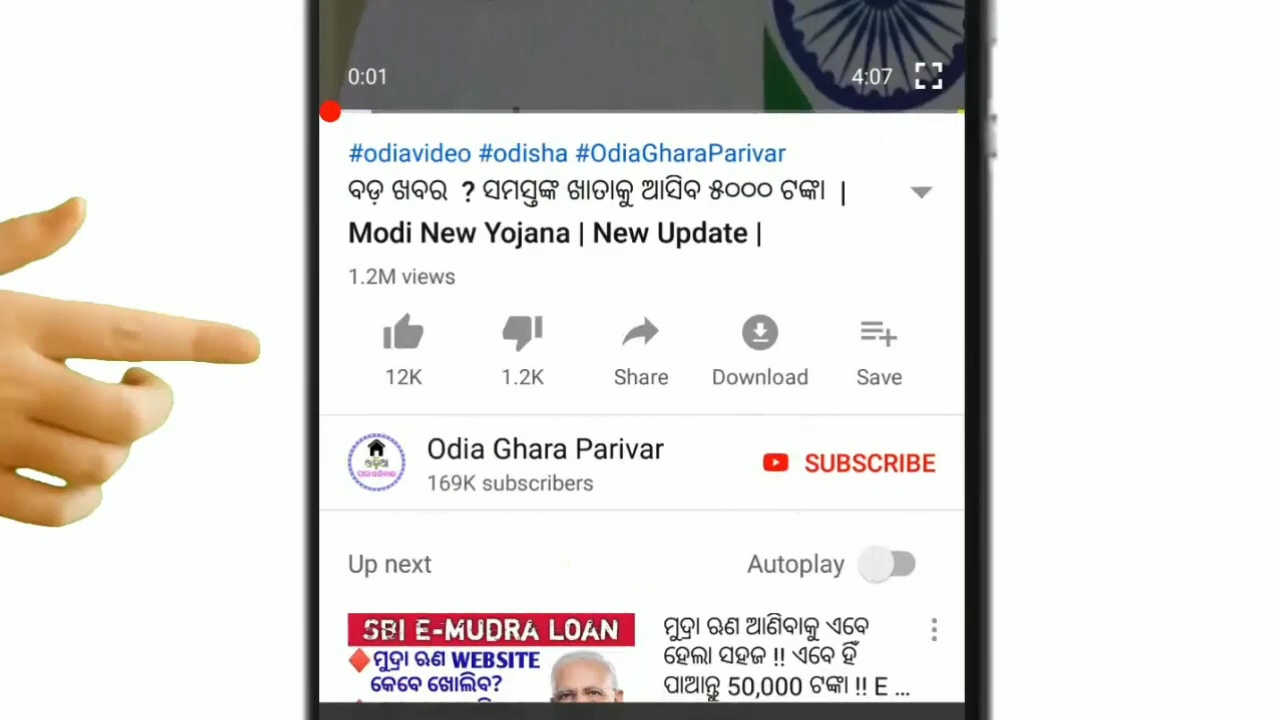 0:01
4:07
#odiavideo #odisha #OdiaGharaParivar
ବଡ଼ ଖବର ? ସମସ୍ତଙ୍କ ଖାତାକୁ ଆସିବ ୫୦୦୦ ଟଙ୍କା |
Modi New Yojana | New Update |
1.2M views
12K
1.2K
Share
Download
Save
Odia Ghara Parivar
169K subscribers
SUBSCRIBE
Up next
Autoplay
SBI E-MUDRA LOAN
ମୁଦ୍ରା ଋଣ WEBSITE
କେବେ ଖୋଲିବ?
ମୁଦ୍ରା ଋଣ ଆଣିବାକୁ ଏବେ
ହେଲା ସହଜ !! ଏବେ ହିଁ
ପାଆନ୍ତୁ 50,000 ଟଙ୍କା !! E ...